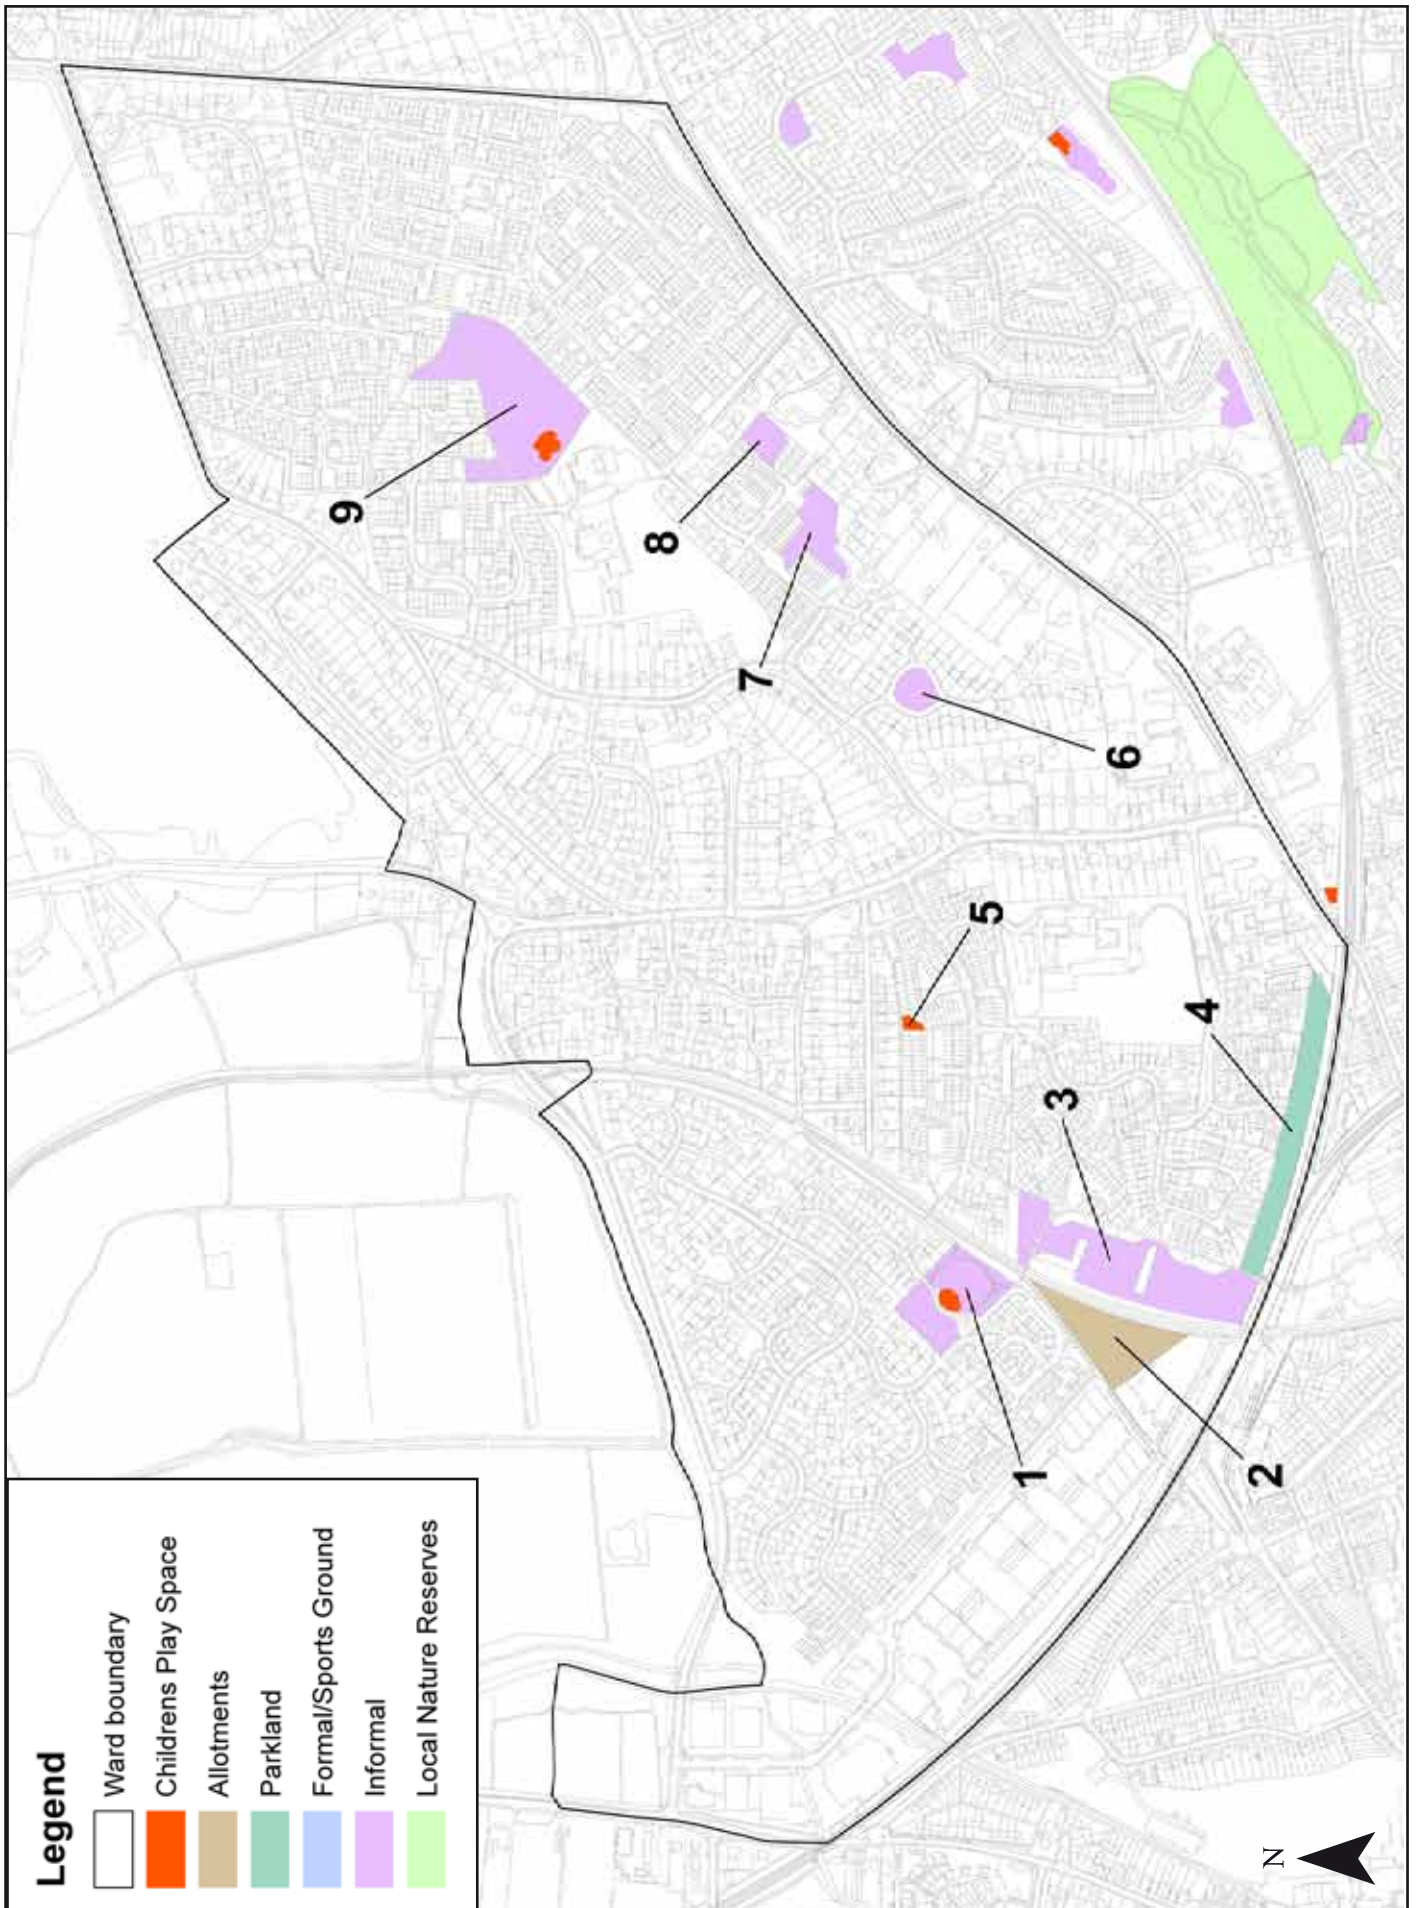 Legend
Ward boundary
Childrens Play Space
Allotments
Parkland
Formal/Sports Ground
Informal
Local Nature Reserves
1
2
3
4
5
6
7
8
9
N